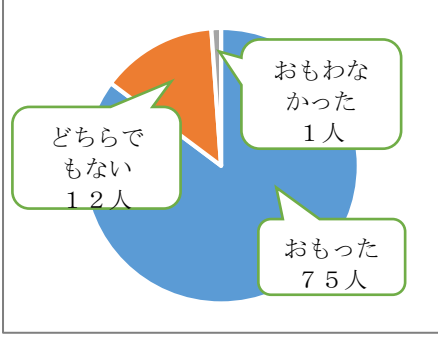 おもわな
かった
１人
どちらで
もない
１２人
おもった
７５人